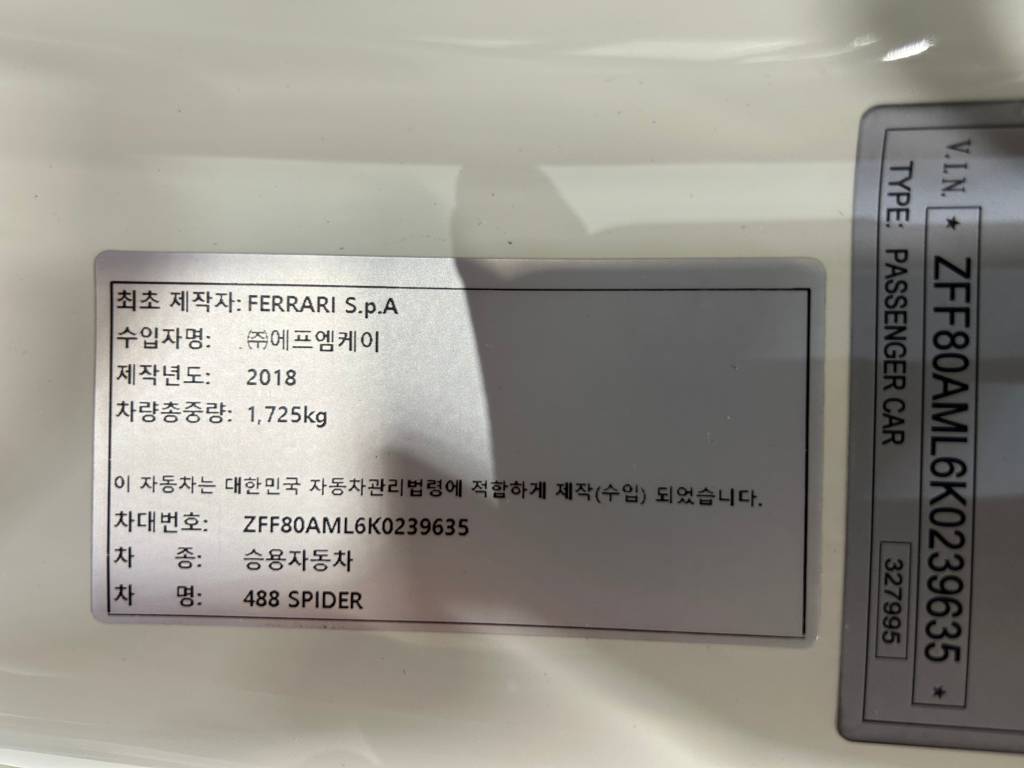 최초 제작자: FERRARI S.p.A
수입자명: ㈜에프엠케이
제작년도: 2018
차량총중량: 1,725kg
이 자동차는 대한민국 자동차관리법령에 적합하게 제작(수입) 되었습니다.
차대번호: ZFF80AML6K0239635
차 종: 승용자동차
차 명: 488 SPIDER
V.I.N. * ZFF80AML6K0239635 *
TYPE: PASSENGER CAR 327995